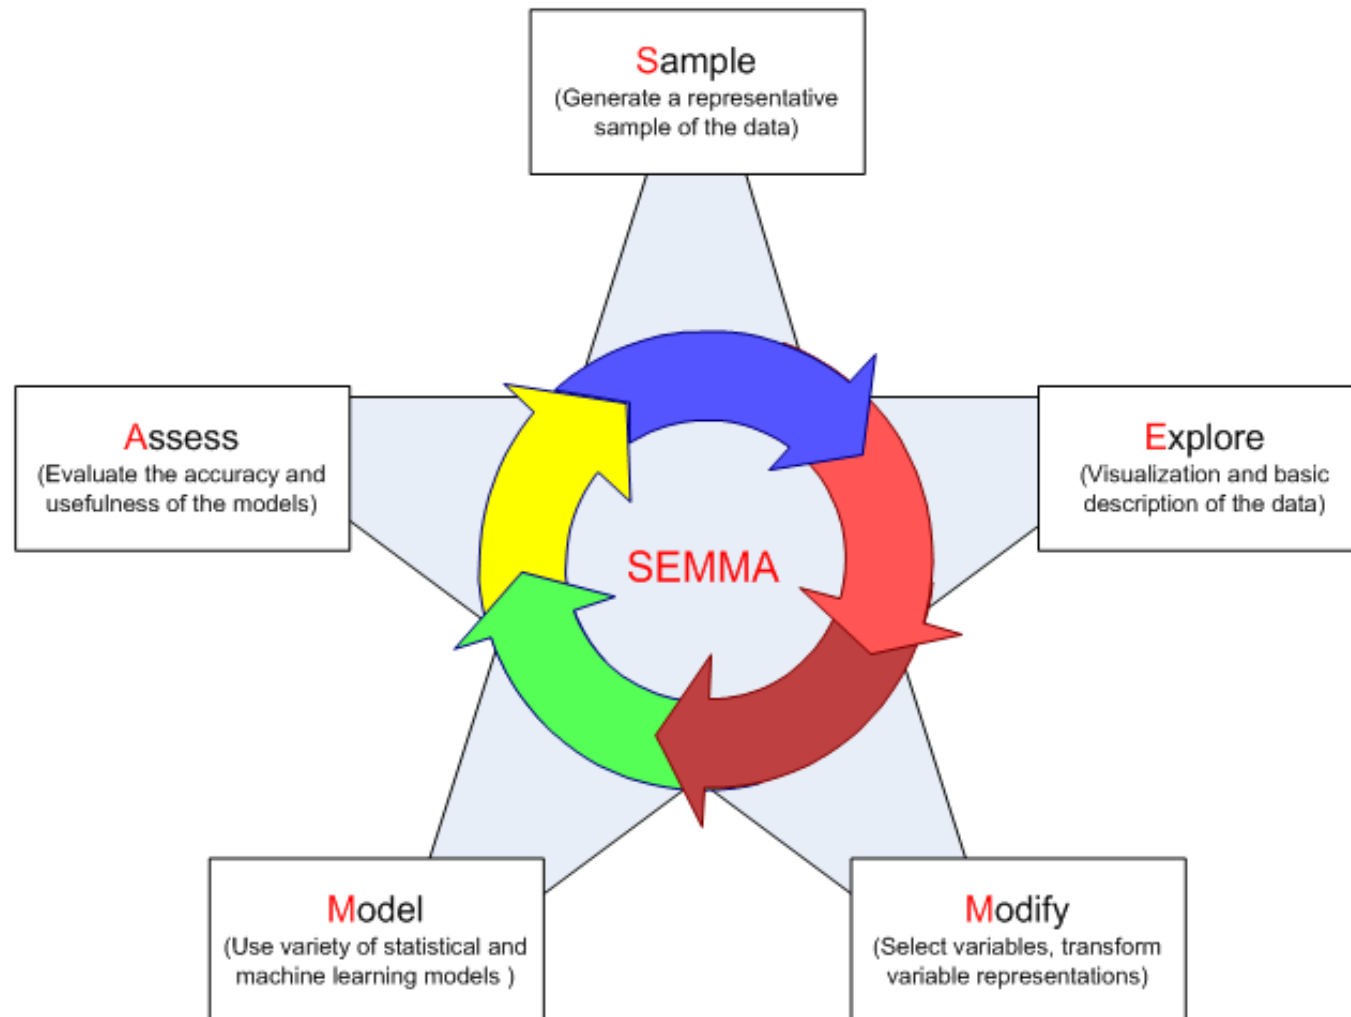 Sample
(Generate a representative
sample of the data)
Assess
(Evaluate the accuracy and
usefulness of the models)
Explore
(Visualization and basic
description of the data)
SEMMA
Model
(Use variety of statistical and
machine learning models )
Modify
(Select variables, transform
variable representations)